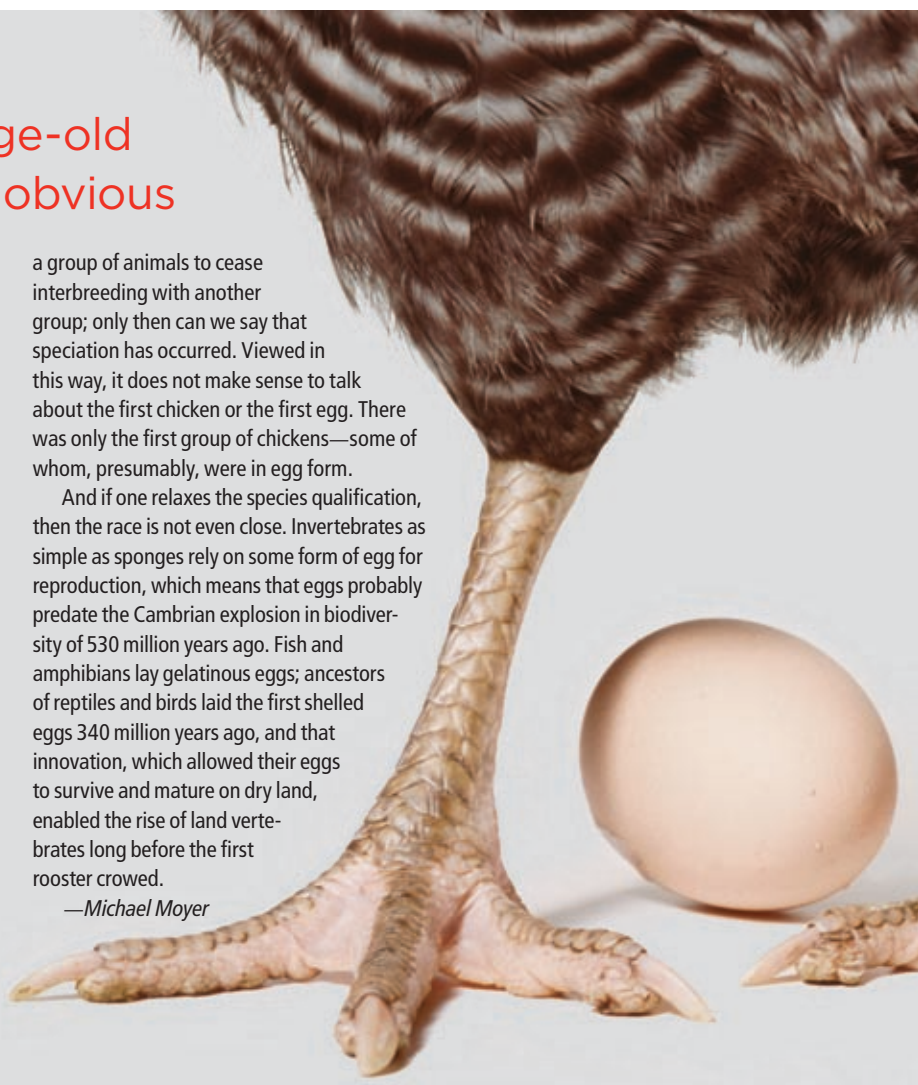 ge-old
obvious
a group of animals to cease
interbreeding with another
group; only then can we say that
speciation has occurred. Viewed in
this way, it does not make sense to talk
about the first chicken or the first egg. There
was only the first group of chickens—some of
whom, presumably, were in egg form.
And if one relaxes the species qualification,
then the race is not even close. Invertebrates as
simple as sponges rely on some form of egg for
reproduction, which means that eggs probably
predate the Cambrian explosion in biodiver-
sity of 530 million years ago. Fish and
amphibians lay gelatinous eggs; ancestors
of reptiles and birds laid the first shelled
eggs 340 million years ago, and that
innovation, which allowed their eggs
to survive and mature on dry land,
enabled the rise of land verte-
brates long before the first
rooster crowed.
—Michael Moyer